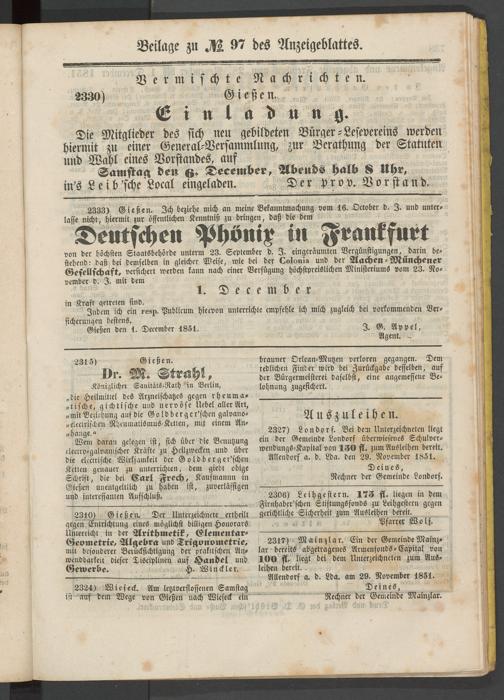 Beilage zu № 97 des Anzeigeblattes.
Vermischte Nachrichten.
2330) Gießen.
Einladung.
Die Mitglieder des sich neu gebildeten Bürger-Lesevereins werden
hiermit zu einer General-Versammlung, zur Berathung der Statuten
und Wahl eines Vorstandes, auf
Samstag den 6. December, Abends halb 8 Uhr,
in's Leib'sche Local eingeladen. Der prov. Vorstand.
2333) Gießen. Ich beziehe mich an meine Bekanntmachung vom 16. October d. J. und unter-
lasse nicht, hiermit zur öffentlichen Kenntniß zu bringen, daß die dem
Deutschen Phönix in Frankfurt
von der höchsten Staatsbehörde unterm 23. September d. J. eingeräumten Vergünstigungen, darin be-
stehend: daß bei demselben in gleicher Weise, wie bei der Colonia und der Aachen-Münchener
Gesellschaft, versichert werden kann nach einer Verfügung höchstpreislichen Ministeriums vom 23. No-
vember d. J. mit dem
1. December
in Kraft getreten sind.
Indem ich ein resp. Publicum hiervon unterrichte empfehle ich mich zugleich bei vorkommenden Ver-
sicherungen bestens.
Gießen den 1. December 1851. J. G. Appel,
Agent.
2315) Gießen.
Dr. M. Strahl,
Königlicher Sanitäts-Rath in Berlin,
„die Heilmittel des Arzneischatzes gegen rheuma-
„tische, gichtische und nervöse Uebel aller Art,
„mit Beziehung auf die Goldberger'schen galvano-
„electrischen Rheumatismus-Ketten, mit einem An-
„hange.“
Wem daran gelegen ist, sich über die Benutzung
electrogalvanischer Kräfte zu Heilzwecken und über
die electrische Wirksamkeit der Goldberger'schen
Ketten genauer zu unterrichten, dem giebt obige
Schrift, die bei Carl Frech, Kaufmann in
Gießen unentgeltlich zu haben ist, zuverlässigen
und interessanten Aufschluß.
2310) Gießen. Der Unterzeichnete ertheilt
gegen Entrichtung eines möglichst billigen Honorars
Unterricht in der Arithmetik, Elementar-
Geometrie, Algebra und Trigonometrie,
mit besonderer Berücksichtigung der praktischen An-
wendbarkeit dieser Disciplinen auf Handel und
Gewerbe. H. Winckler.
2324) Wieseck. Am letztverflossenen Samstag
ist auf dem Wege von Gießen nach Wieseck ein
brauner Orlean-Mutzen verloren gegangen. Dem
redlichen Finder wird bei Zurückgabe desselben, auf
der Bürgermeisterei daselbst, eine angemessene Be-
lohnung zugesichert.
Auszuleihen.
2327) Londorf. Bei dem Unterzeichneten liegt
ein der Gemeinde Londorf überwiesenes Schulver-
wendungs-Kapital von 150 fl. zum Ausleihen bereit.
Allendorf a. d. Lda. den 29. November 1851.
Deines,
Rechner der Gemeinde Londorf.
2306) Leihgestern. 175 fl. liegen in dem
Firnhaber'schen Stiftungsfonds zu Leihgestern gegen
gerichtliche Sicherheit zum Ausleihen bereit.
Pfarrer Wolf.
2317) Mainzlar. Ein der Gemeinde Mainz-
lar bereits abgetragenes Armenfonds-Capital von
100 fl. liegt bei dem Unterzeichneten zum Aus-
leihen bereit.
Allendorf a. d. Lda. am 29. November 1851.
Deines,
Rechner der Gemeinde Mainzlar.